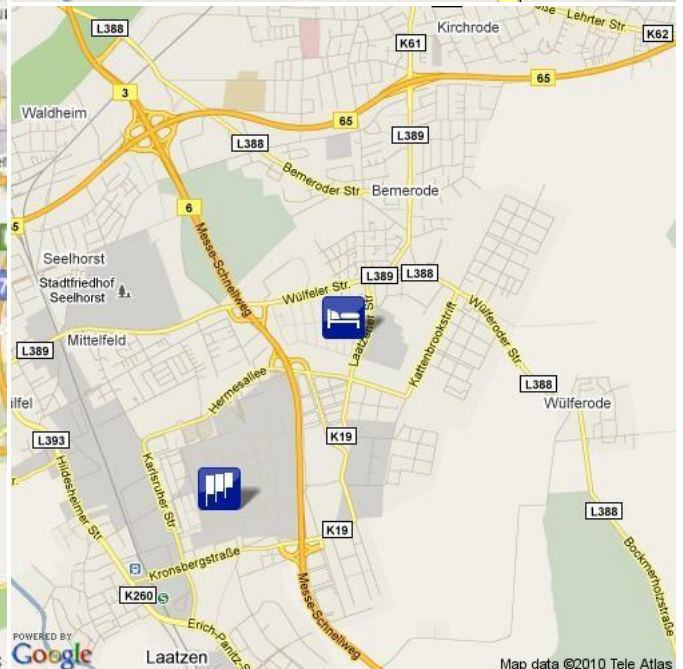 L388
ße - Lehrter Str
Kirchrode
K61
K62
3
65
Waldheim
65
L388
L389
Bemeroder Str.
Bemerode
6
5
Messe-Schnellweg
Seelhorst
Stadtfriedhof
Seelhorst
L389
L388
Wülfeler Str.
Laatzener Str
Kattenbrookstrift
Wülferoder Str.
Mittelfeld
L389
L388
Hermesallee
Wülferode
ilfel
L393
K19
Karlsruher Str
Hildesheimer Str
L388
K19
Kronsbergstraße
Bockmerholzstraße
K260
S
Messe-Schnellweg
Erich-Panitz-S
POWERED BY
Google
Laatzen
Map data ©2010 Tele Atlas